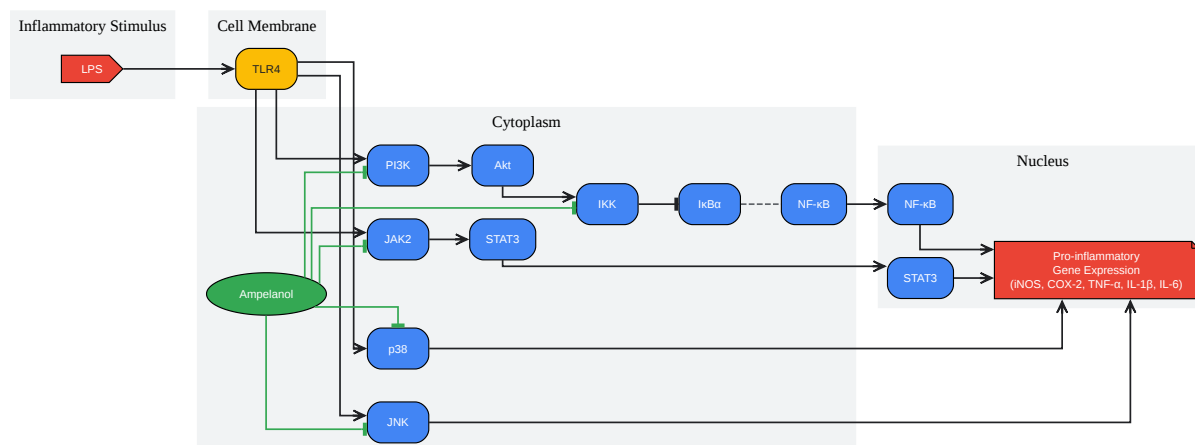 Inflammatory Stimulus
Cell Membrane
LPS
TLR4
Cytoplasm
Nucleus
PI3K
Akt
IKK
IκBα
NF-κB
NF-κB
JAK2
STAT3
Pro-inflammatory
Gene Expression
(iNOS, COX-2, TNF-α, IL-1β, IL-6)
STAT3
Ampelanol
p38
JNK